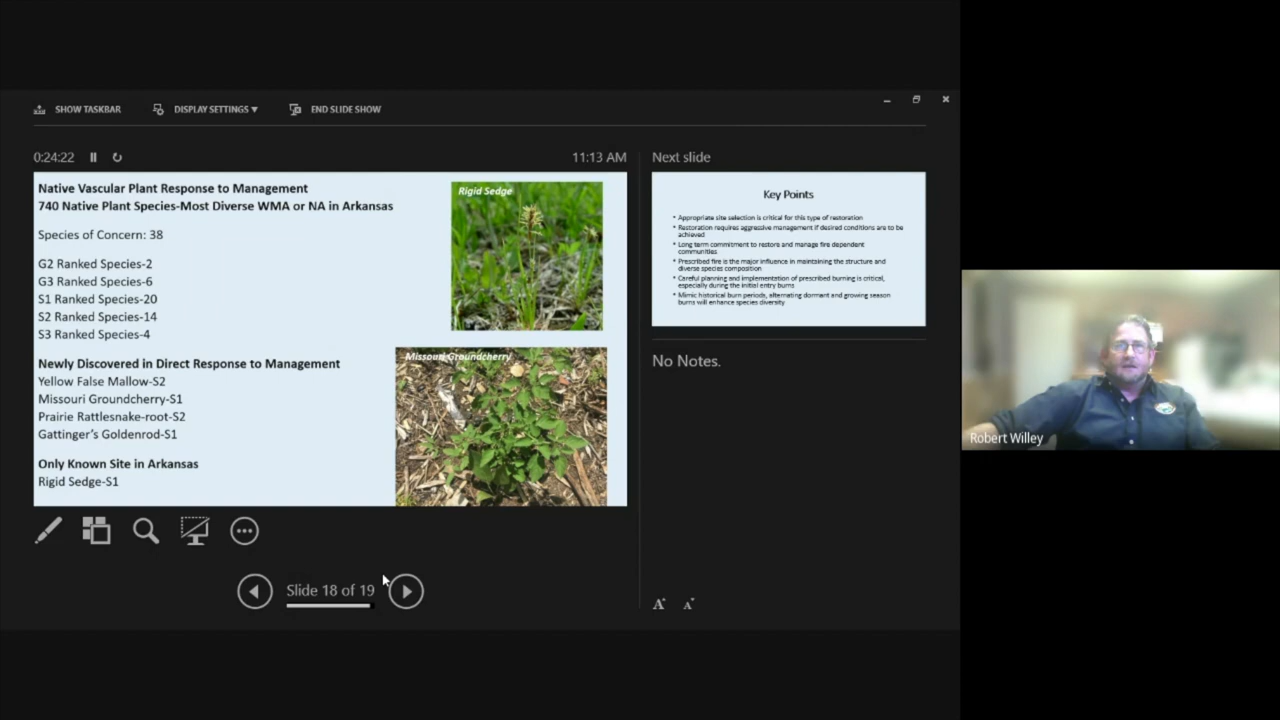 SHOW TASKBAR
DISPLAY SETTINGS ▼
END SLIDE SHOW
0:24:22
11:13 AM
Next slide
Native Vascular Plant Response to Management
740 Native Plant Species-Most Diverse WMA or NA in Arkansas
Species of Concern: 38
G2 Ranked Species-2
G3 Ranked Species-6
S1 Ranked Species-20
S2 Ranked Species-14
S3 Ranked Species-4
Newly Discovered in Direct Response to Management
Yellow False Mallow-S2
Missouri Groundcherry-S1
Prairie Rattlesnake-root-S2
Gattinger's Goldenrod-S1
Only Known Site in Arkansas
Rigid Sedge-S1
Rigid Sedge
Missouri Groundcherry
Slide 18 of 19
Key Points
• Appropriate site selection is critical for this type of restoration
• Restoration requires aggressive management if desired conditions are to be
achieved
• Long term commitment to restore and manage fire dependent
communities
• Prescribed fire is the major influence in maintaining the structure and
diverse species composition
• Careful planning and implementation of prescribed burning is critical,
especially during the initial entry burns
• Mimic historical burn periods, alternating dormant and growing season
burns will enhance species diversity
No Notes.
A A
Robert Willey